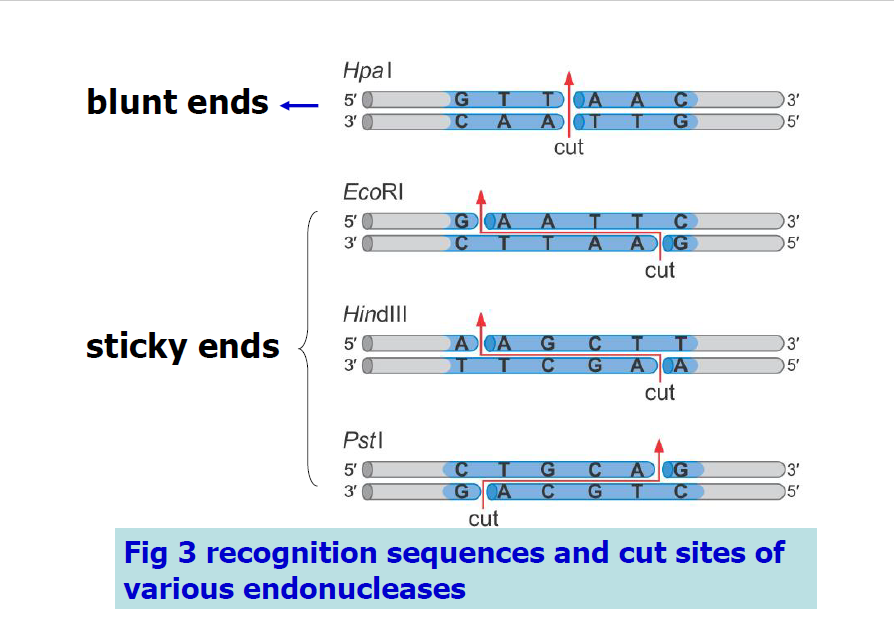 HpaI
blunt ends
5′ G T T A A C 3′
3′ C A A T T G 5′
cut
EcoRI
5′ G A A T T C 3′
3′ C T T A A G 5′
cut
HindIII
sticky ends
5′ A A G C T T 3′
3′ T T C G A A 5′
cut
PstI
5′ C T G C A G 3′
3′ G A C G T C 5′
cut
Fig 3 recognition sequences and cut sites of
various endonucleases